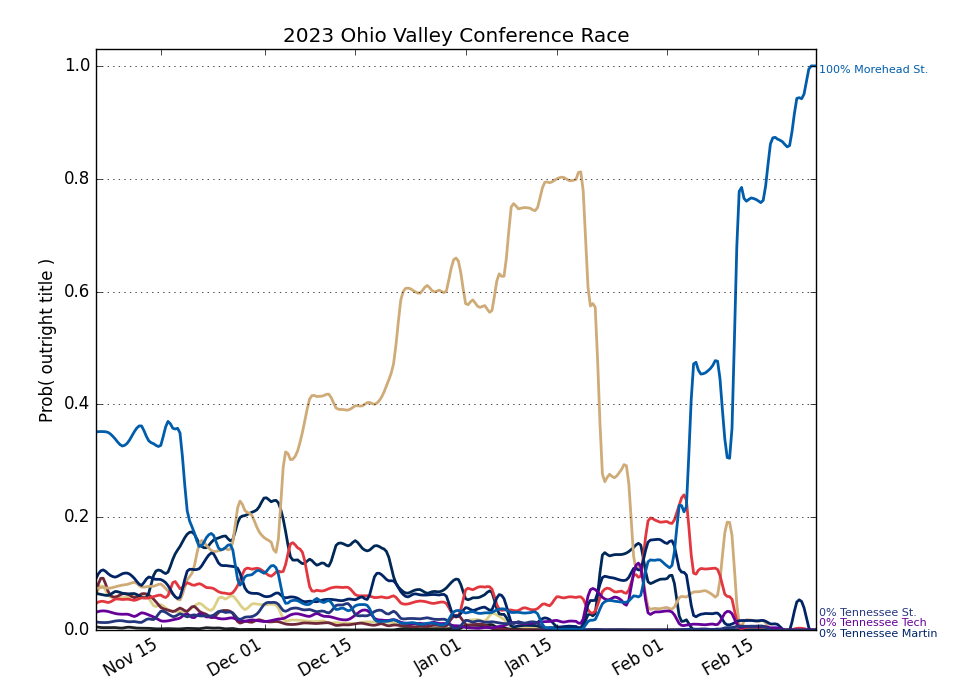 2023 Ohio Valley Conference Race
Prob( outright title )
1.0
0.8
0.6
0.4
0.2
0.0
Nov 15
Dec 01
Dec 15
Jan 01
Jan 15
Feb 01
Feb 15
100% Morehead St.
0% Tennessee St.
0% Tennessee Tech
0% Tennessee Martin